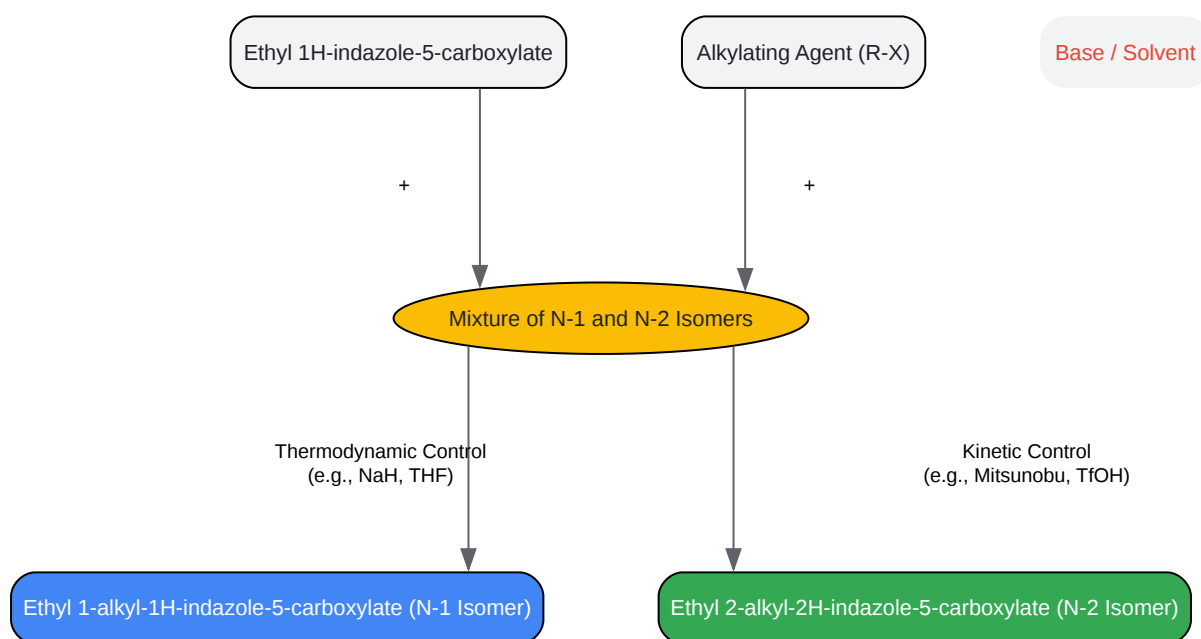 Ethyl 1H-indazole-5-carboxylate
Alkylating Agent (R-X)
Base / Solvent
+
+
Mixture of N-1 and N-2 Isomers
Thermodynamic Control
(e.g., NaH, THF)
Kinetic Control
(e.g., Mitsunobu, TfOH)
Ethyl 1-alkyl-1H-indazole-5-carboxylate (N-1 Isomer)
Ethyl 2-alkyl-2H-indazole-5-carboxylate (N-2 Isomer)